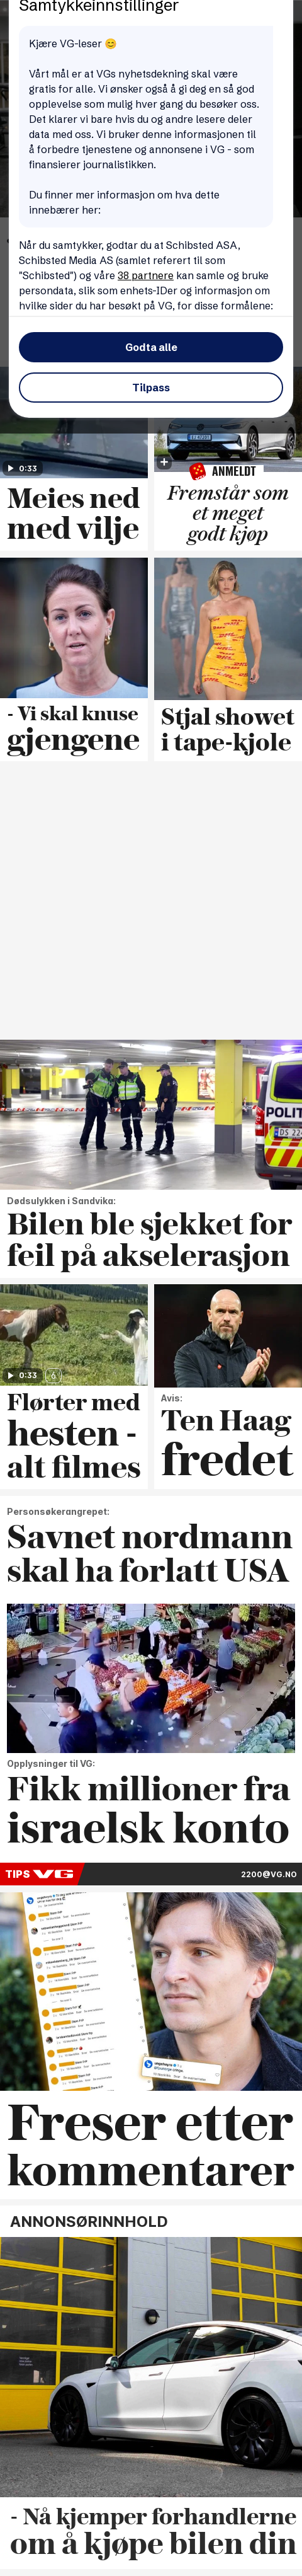 Samtykkeinnstillinger
Kjære VG-leser 😊
Vårt mål er at VGs nyhetsdekning skal være
gratis for alle. Vi ønsker også å gi deg en så god
opplevelse som mulig hver gang du besøker oss.
Det klarer vi bare hvis du og andre lesere deler
data med oss. Vi bruker denne informasjonen til
å forbedre tjenestene og annonsene i VG - som
finansierer journalistikken.
Du finner mer informasjon om hva dette
innebærer her:
Når du samtykker, godtar du at Schibsted ASA,
Schibsted Media AS (samlet referert til som
"Schibsted") og våre 38 partnere kan samle og bruke
persondata, slik som enhets-IDer og informasjon om
hvilke sider du har besøkt på VG, for disse formålene:
Godta alle
Tilpass
0:33
Meies ned
med vilje
ANMELDT
Fremstår som
et meget
godt kjøp
- Vi skal knuse
gjengene
Stjal showet
i tape-kjole
POLIT
Dødsulykken i Sandvika:
Bilen ble sjekket for
feil på akselerasjon
0:33
Flørter med
hesten -
alt filmes
Avis:
Ten Haag
fredet
Personsøkerangrepet:
Savnet nordmann
skal ha forlatt USA
Opplysninger til VG:
Fikk millioner fra
israelsk konto
TIPS VG
2200@VG.NO
Freser etter
kommentarer
ANNONSØRINNHOLD
- Nå kjemper forhandlerne
om å kjøpe bilen din